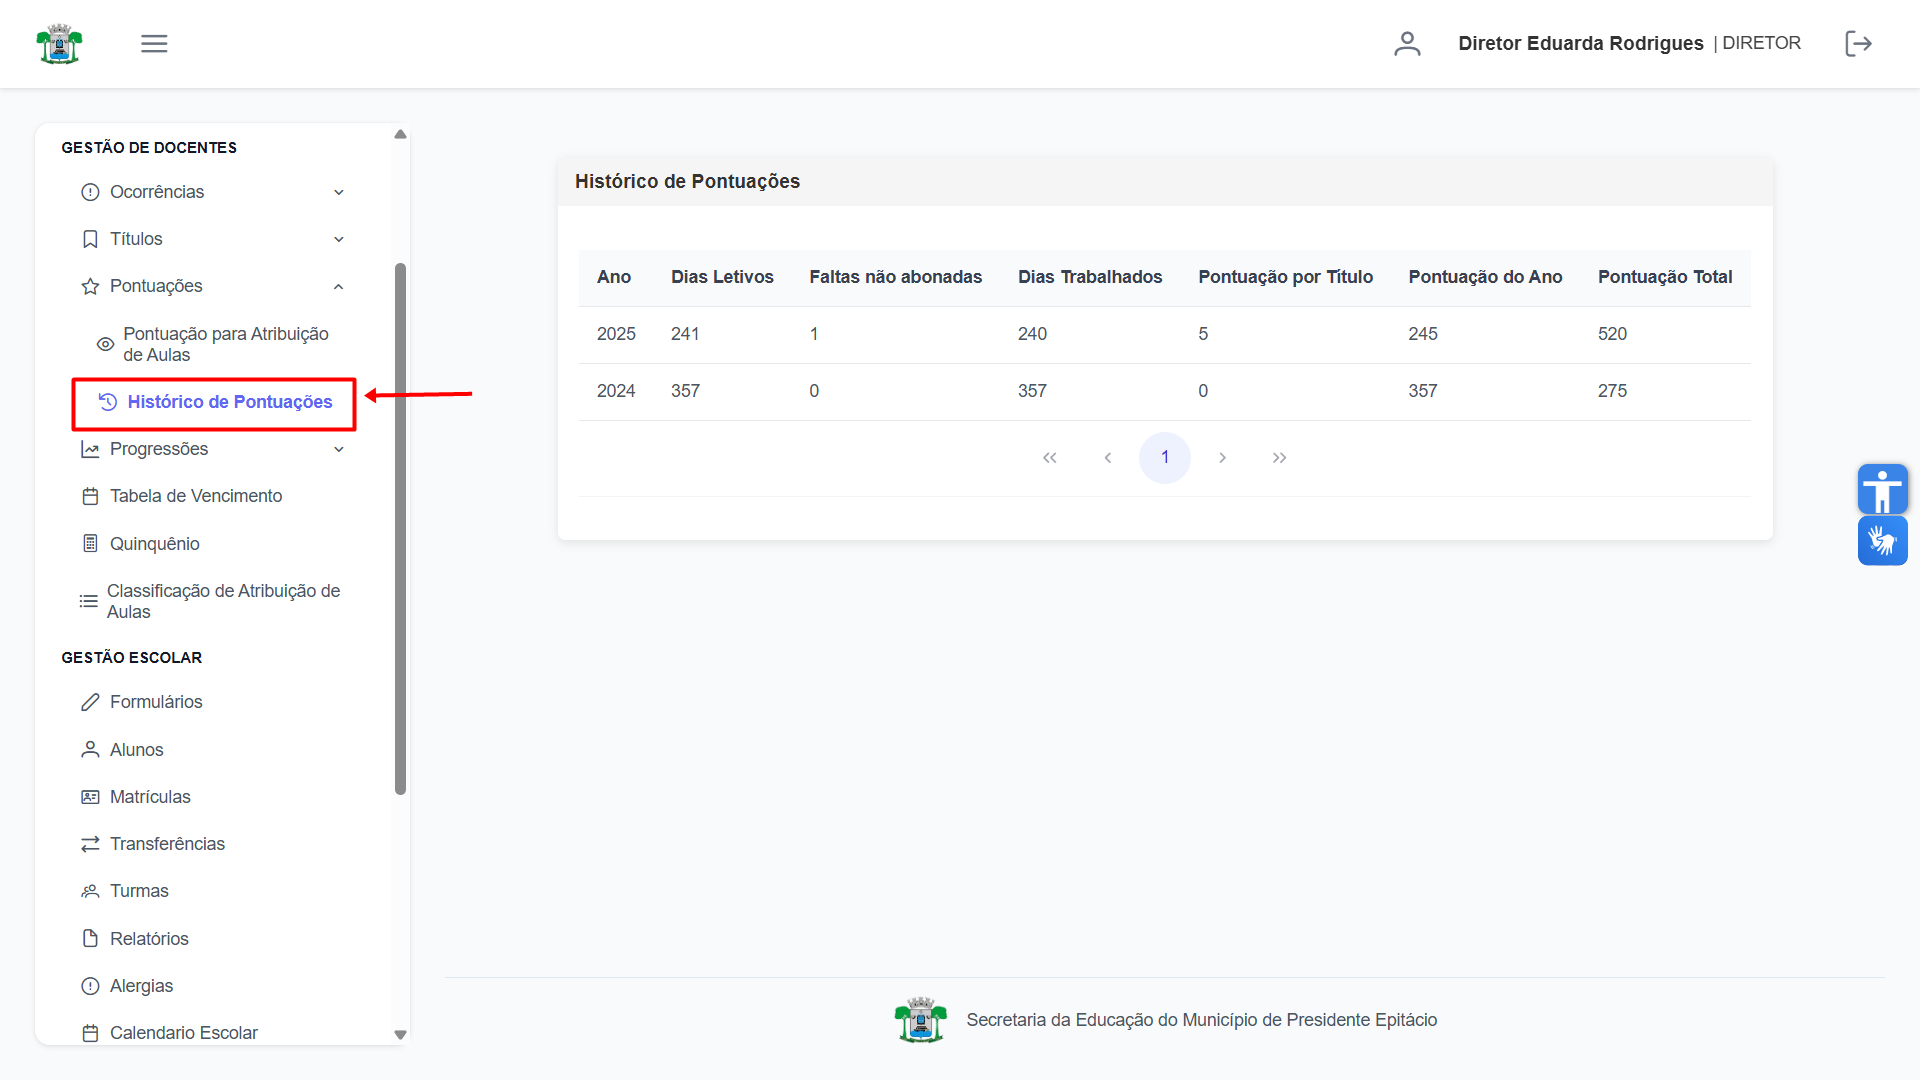 Diretor Eduarda Rodrigues | DIRETOR
GESTÃO DE DOCENTES
Ocorrências
Títulos
Pontuações
Pontuação para Atribuição
de Aulas
Histórico de Pontuações
Progressões
Tabela de Vencimento
Quinquênio
Classificação de Atribuição de
Aulas
GESTÃO ESCOLAR
Formulários
Alunos
Matrículas
Transferências
Turmas
Relatórios
Alergias
Calendario Escolar
Histórico de Pontuações
Ano Dias Letivos Faltas não abonadas Dias Trabalhados Pontuação por Título Pontuação do Ano Pontuação Total
2025 241 1 240 5 245 520
2024 357 0 357 0 357 275
1
Secretaria da Educação do Município de Presidente Epitácio